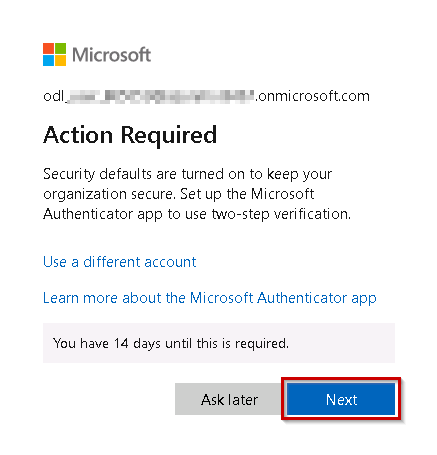 Microsoft
odl_ .onmicrosoft.com
Action Required
Security defaults are turned on to keep your
organization secure. Set up the Microsoft
Authenticator app to use two-step verification.
Use a different account
Learn more about the Microsoft Authenticator app
You have 14 days until this is required.
Ask later Next